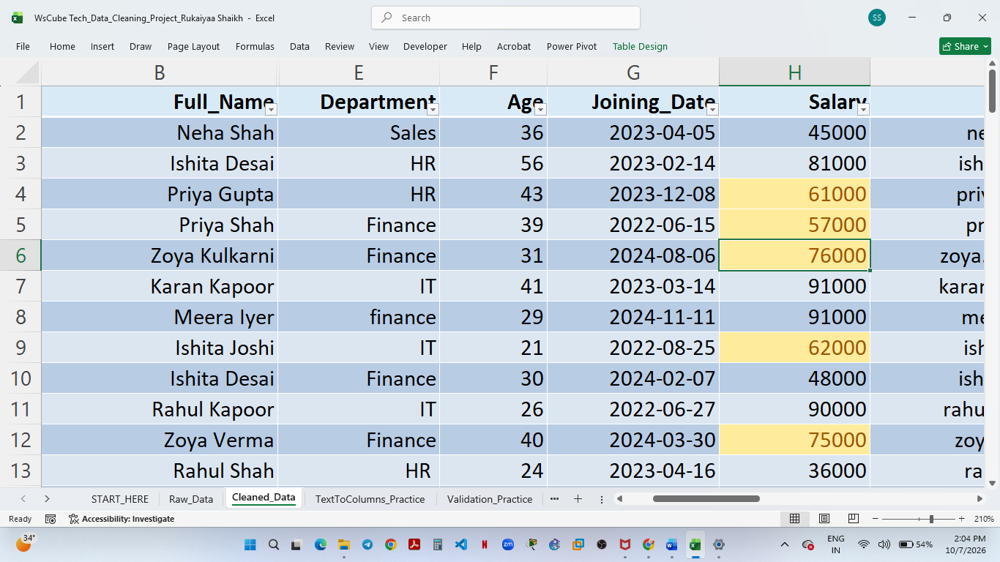 WsCube Tech_Data_Cleaning_Project_Rukaiyaa Shaikh - Excel
Search
SS
File Home Insert Draw Page Layout Formulas Data Review View Developer Help Acrobat Power Pivot Table Design
Share
B E F G H
1 Full_Name Department Age Joining_Date Salary
2 Neha Shah Sales 36 2023-04-05 45000 ne
3 Ishita Desai HR 56 2023-02-14 81000 ish
4 Priya Gupta HR 43 2023-12-08 61000 priy
5 Priya Shah Finance 39 2022-06-15 57000 pr
6 Zoya Kulkarni Finance 31 2024-08-06 76000 zoya.
7 Karan Kapoor IT 41 2023-03-14 91000 karan
8 Meera Iyer finance 29 2024-11-11 91000 me
9 Ishita Joshi IT 21 2022-08-25 62000 ish
10 Ishita Desai Finance 30 2024-02-07 48000 ish
11 Rahul Kapoor IT 26 2022-06-27 90000 rahu
12 Zoya Verma Finance 40 2024-03-30 75000 zoy
13 Rahul Shah HR 24 2023-04-16 36000 ra
START_HERE Raw_Data Cleaned_Data TextToColumns_Practice Validation_Practice
Ready Accessibility: Investigate 210%
34° zm ENG 54% 2:04 PM
IN 10/7/2026